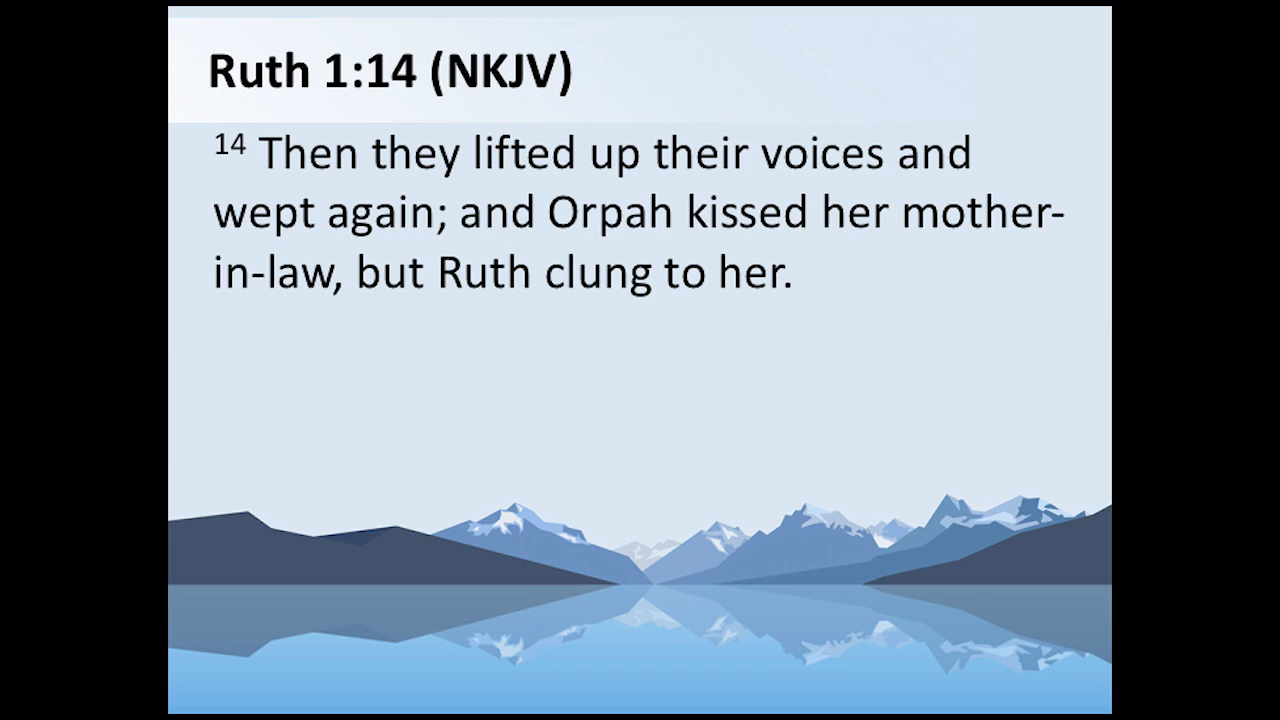 Ruth 1:14 (NKJV)
14 Then they lifted up their voices and
wept again; and Orpah kissed her mother-
in-law, but Ruth clung to her.